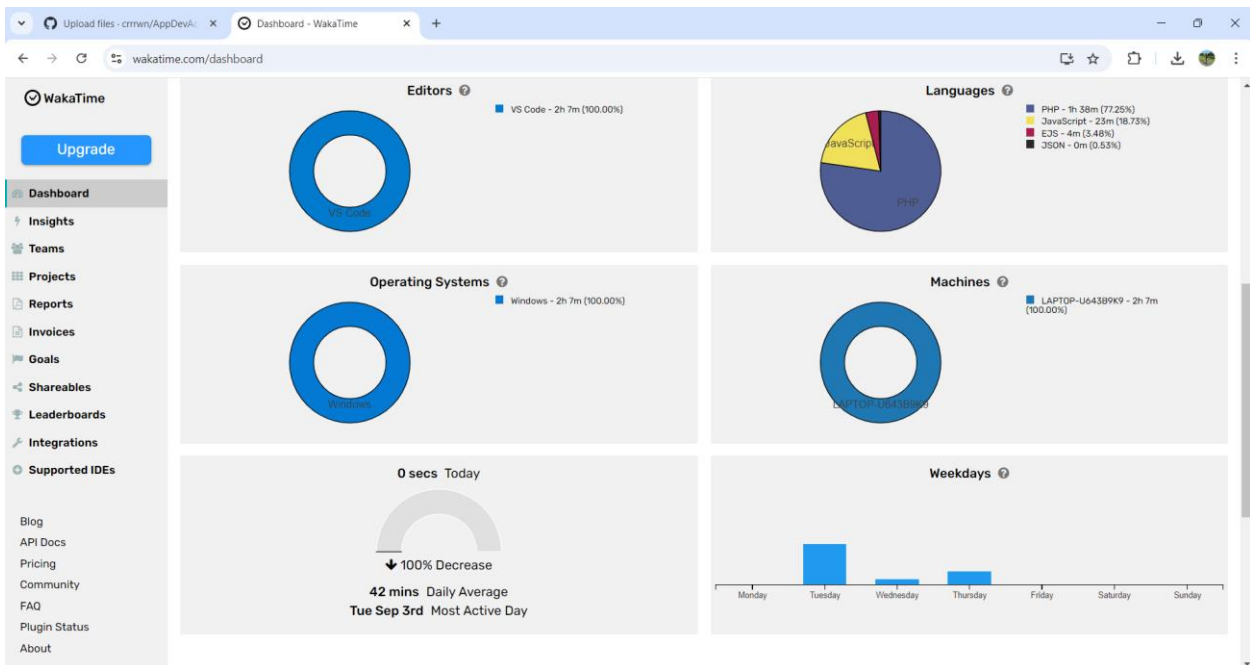 Upload files - crrrwn/AppDevAc
Dashboard - WakaTime
wakatime.com/dashboard
WakaTime
Upgrade
Dashboard
Insights
Teams
Projects
Reports
Invoices
Goals
Shareables
Leaderboards
Integrations
Supported IDEs
Blog
API Docs
Pricing
Community
FAQ
Plugin Status
About
Editors
VS Code - 2h 7m (100.00%)
VS Code
Languages
PHP - 1h 38m (77.25%)
JavaScript - 23m (18.73%)
EJS - 4m (3.48%)
JSON - 0m (0.53%)
JavaScrip
PHP
Operating Systems
Windows - 2h 7m (100.00%)
Windows
Machines
LAPTOP-U643B9K9 - 2h 7m
(100.00%)
LAPTOP-U643B9K9
0 secs Today
100% Decrease
42 mins Daily Average
Tue Sep 3rd Most Active Day
Weekdays
Monday Tuesday Wednesday Thursday Friday Saturday Sunday